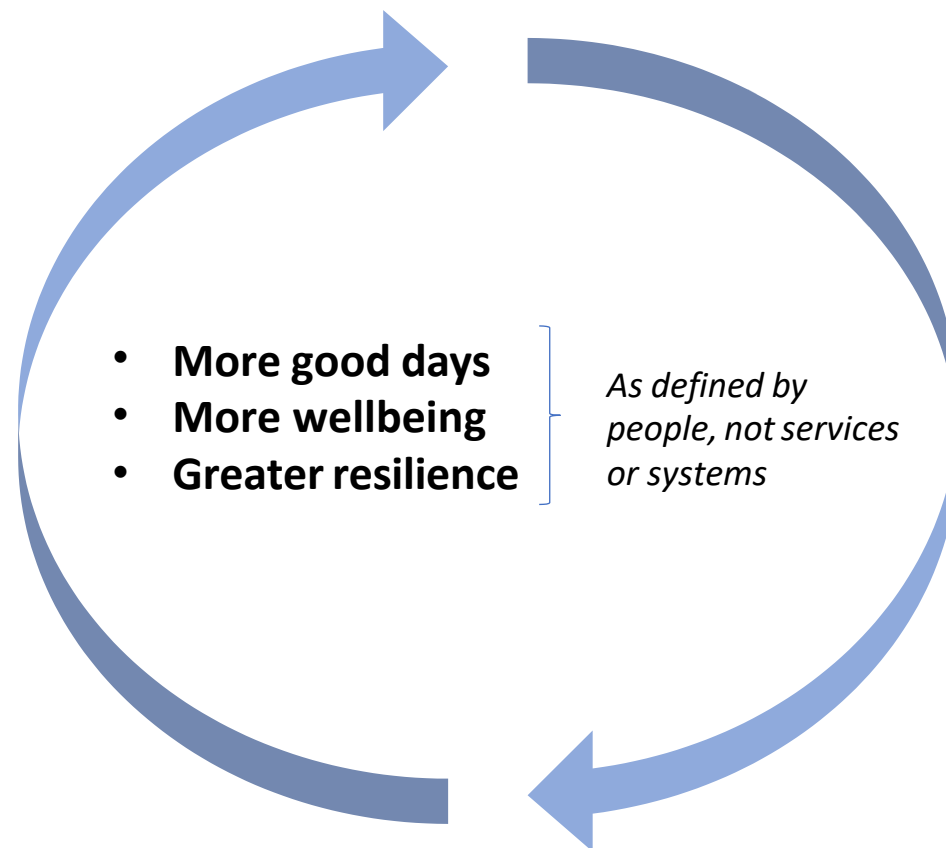 • More good days
• More wellbeing
• Greater resilience
As defined by
people, not services
or systems